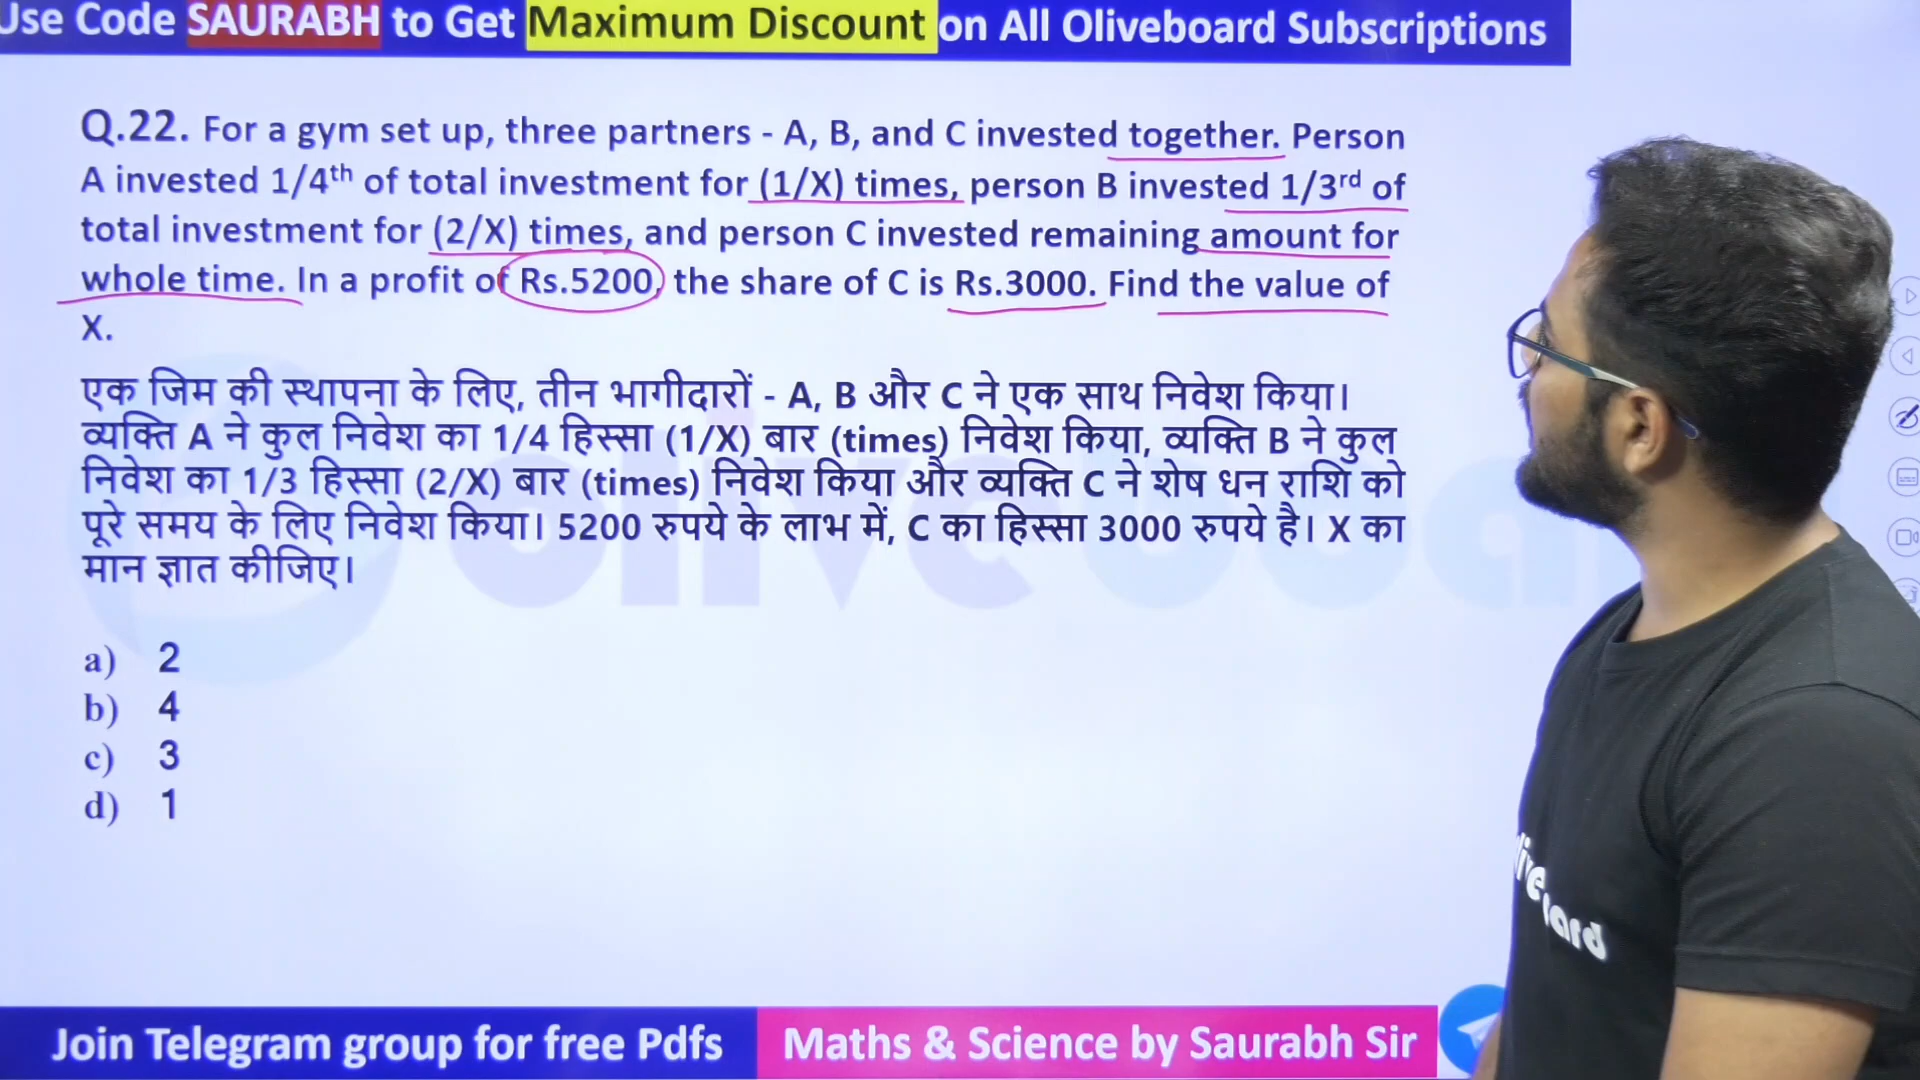 Use Code SAURABH to Get Maximum Discount on All Oliveboard Subscriptions
Q.22. For a gym set up, three partners - A, B, and C invested together. Person
A invested 1/4th of total investment for (1/X) times, person B invested 1/3rd of
total investment for (2/X) times, and person C invested remaining amount for
whole time. In a profit of Rs.5200, the share of C is Rs.3000. Find the value of
X.
एक जिम की स्थापना के लिए, तीन भागीदारों - A, B और C ने एक साथ निवेश किया।
व्यक्ति A ने कुल निवेश का 1/4 हिस्सा (1/X) बार (times) निवेश किया, व्यक्ति B ने कुल
निवेश का 1/3 हिस्सा (2/X) बार (times) निवेश किया और व्यक्ति C ने शेष धन राशि को
पूरे समय के लिए निवेश किया। 5200 रुपये के लाभ में, C का हिस्सा 3000 रुपये है। X का
मान ज्ञात कीजिए।
a) 2
b) 4
c) 3
d) 1
Join Telegram group for free Pdfs
Maths & Science by Saurabh Sir